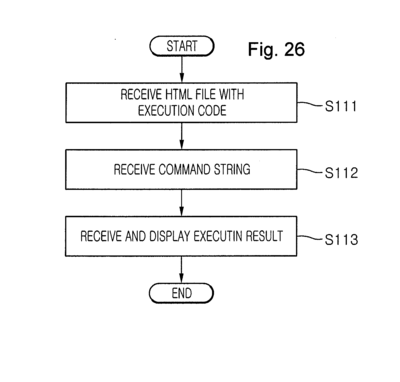 START
Fig. 26
RECEIVE HTML FILE WITH
EXECUTION CODE
S111
RECEIVE COMMAND STRING
S112
RECEIVE AND DISPLAY EXECUTIN RESULT
S113
END